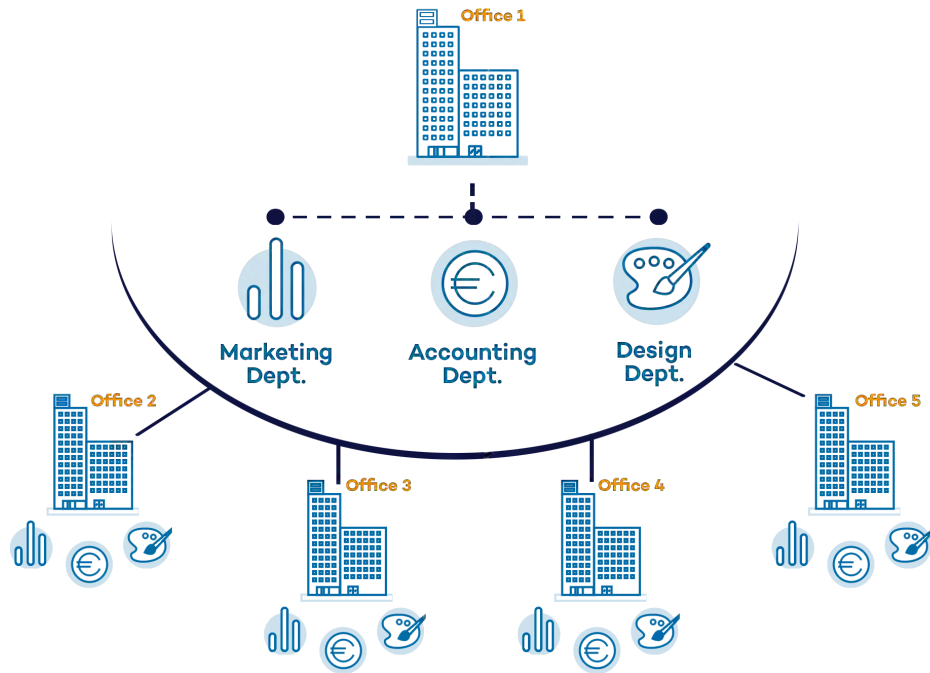 Office 1
Marketing
Dept.
Accounting
Dept.
Design
Dept.
Office 2
Office 3
Office 4
Office 5